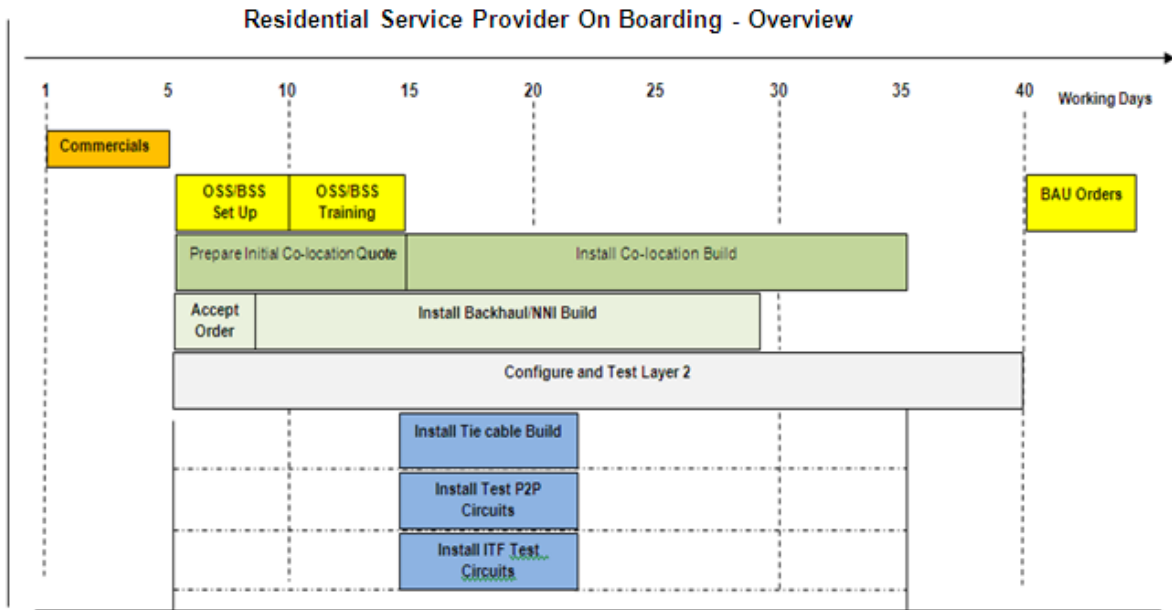 Residential Service Provider On Boarding - Overview
1 5 10 15 20 25 30 35 40 Working Days
Commercials
OSS/BSS
Set Up
OSS/BSS
Training
BAU Orders
Prepare Initial Co-location Quote
Install Co-location Build
Accept
Order
Install Backhaul/NNI Build
Configure and Test Layer 2
Install Tie cable Build
Install Test P2P
Circuits
Install ITF Test
Circuits